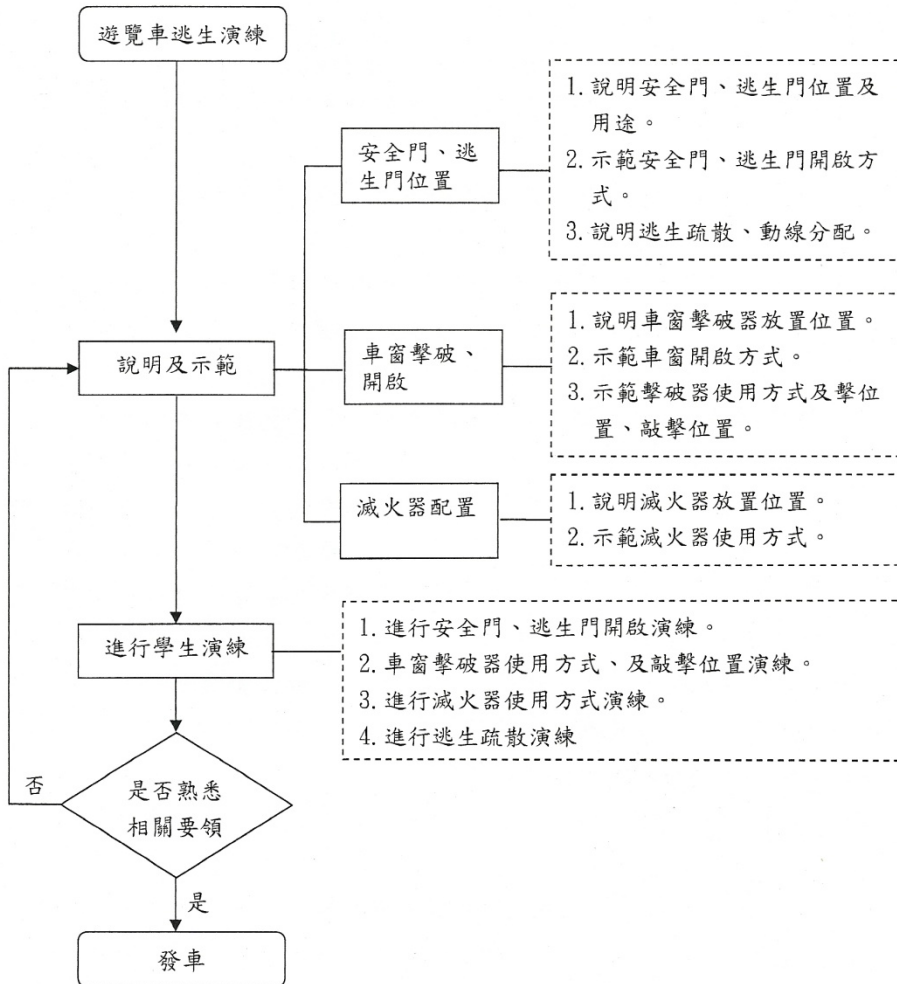 遊覽車逃生演練
安全門、逃
生門位置
1. 說明安全門、逃生門位置及
用途。
2. 示範安全門、逃生門開啟方
式。
3. 說明逃生疏散、動線分配。
說明及示範
車窗擊破、
開啟
1. 說明車窗擊破器放置位置。
2. 示範車窗開啟方式。
3. 示範擊破器使用方式及擊位
置、敲擊位置。
滅火器配置
1. 說明滅火器放置位置。
2. 示範滅火器使用方式。
進行學生演練
1. 進行安全門、逃生門開啟演練。
2. 車窗擊破器使用方式、及敲擊位置演練。
3. 進行滅火器使用方式演練。
4. 進行逃生疏散演練
否
是否熟悉
相關要領
是
發車